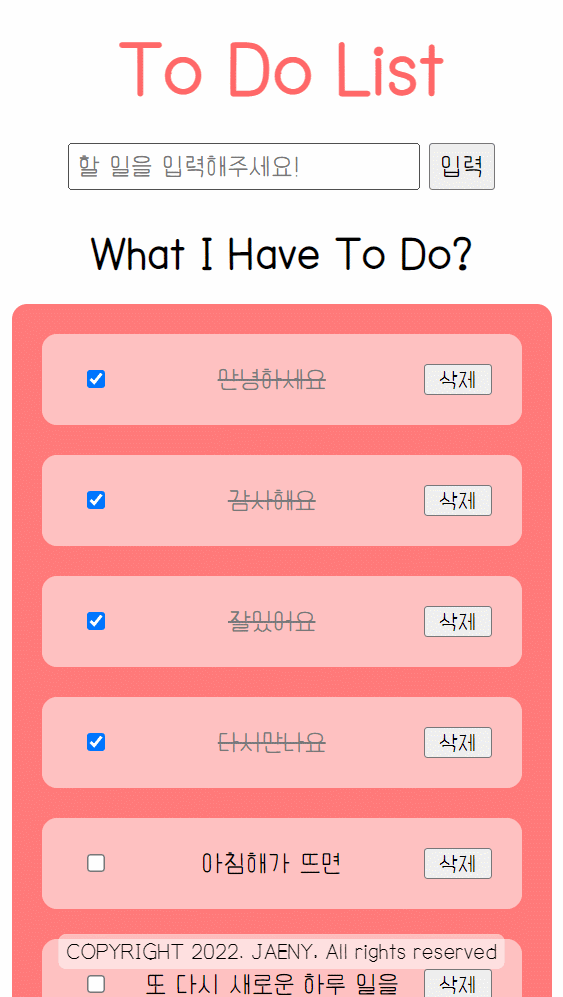 To Do List
할 일을 입력해주세요!
입력
What I Have To Do?
안녕하세요
삭제
감사해요
삭제
잘있어요
삭제
다시만나요
삭제
아침해가 뜨면
삭제
COPYRIGHT 2022. JAENY. All rights reserved
또 다시 새로운 하루 일을
삭제